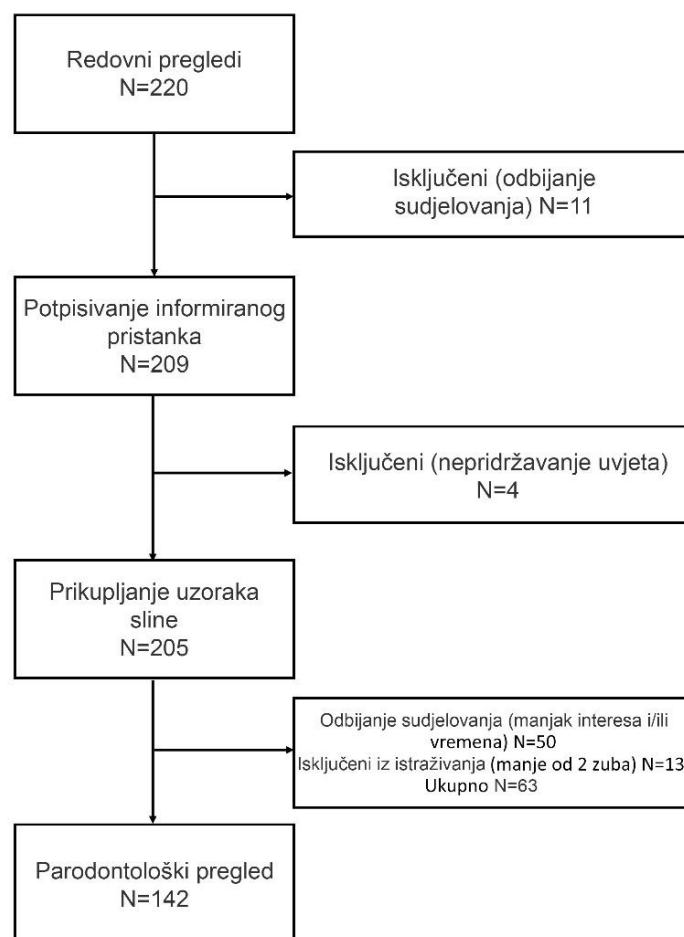 Redovni pregledi
N=220
Isključeni (odbijanje
sudjelovanja) N=11
Potpisivanje informiranog
pristanka
N=209
Isključeni (nepridržavanje uvjeta)
N=4
Prikupljanje uzoraka
sline
N=205
Odbijanje sudjelovanja (manjak interesa i/ili
vremena) N=50
Isključeni iz istraživanja (manje od 2 zuba) N=13
Ukupno N=63
Parodontološki pregled
N=142